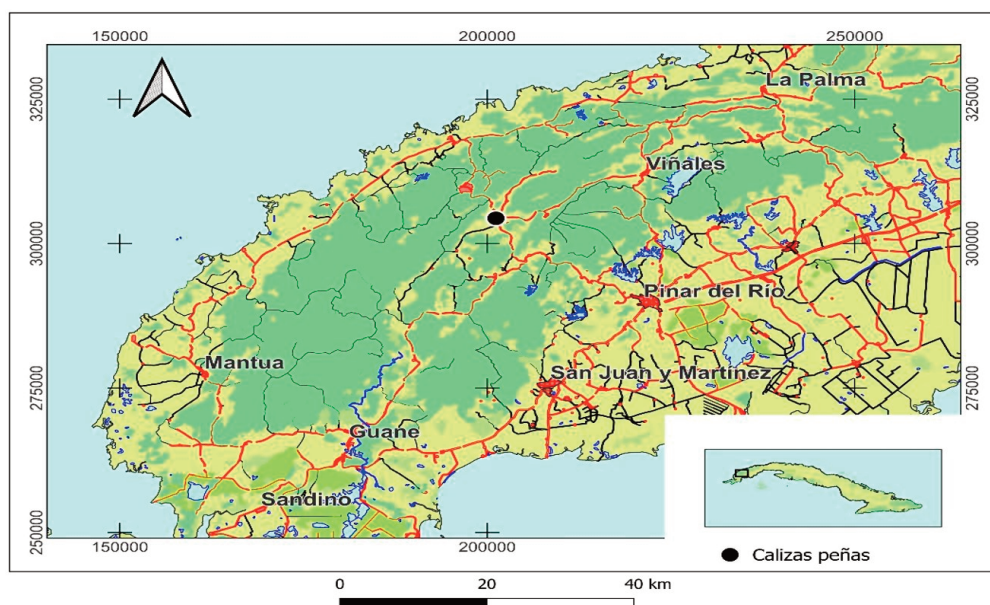 150000 200000 250000
325000 325000
La Palma
Viñales
300000 300000
Pinar del Río
Mantua
San Juan y Martínez
275000 275000
Guane
Sandino
250000
150000 200000
Calizas peñas
0 20 40 km